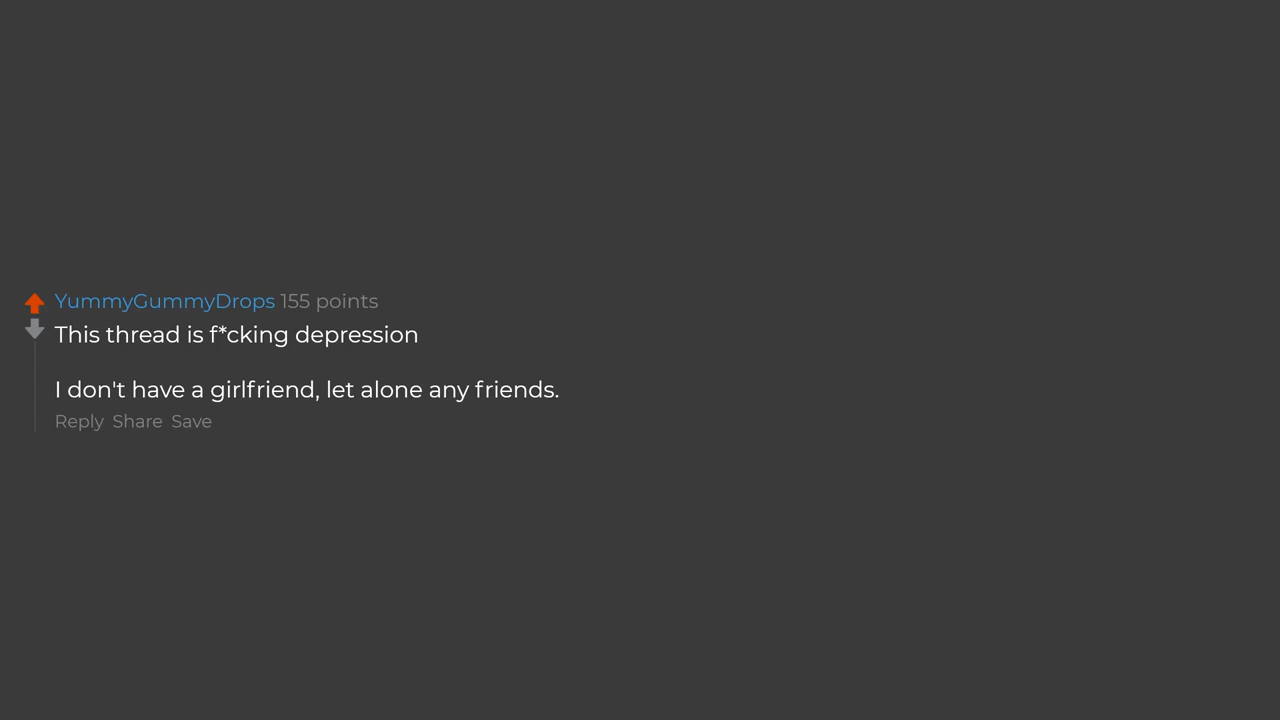 YummyGummyDrops 155 points
This thread is f*cking depression
I don't have a girlfriend, let alone any friends.
Reply Share Save